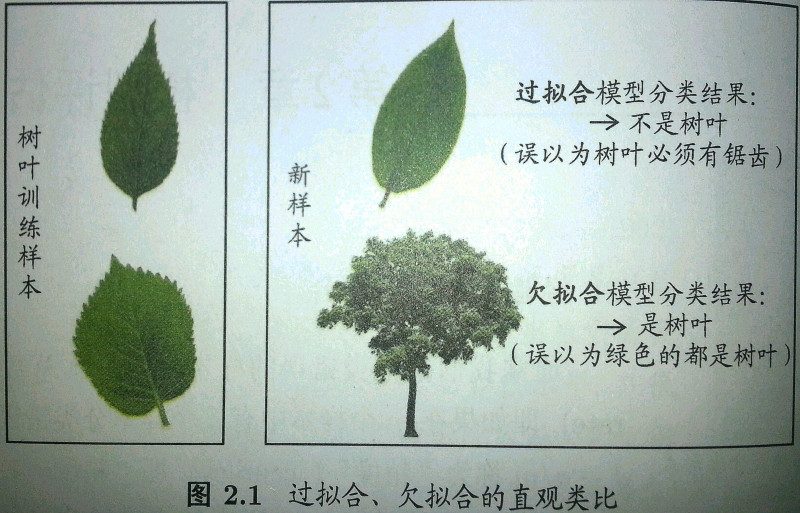 树叶训练样本
新样本
过拟合模型分类结果:
→ 不是树叶
(误以为树叶必须有锯齿)
欠拟合模型分类结果:
→ 是树叶
(误以为绿色的都是树叶)
图 2.1 过拟合、欠拟合的直观类比